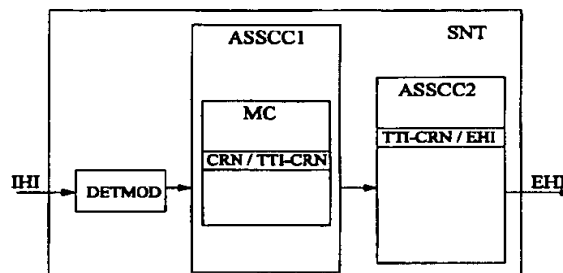 SNT
ASSCC1
ASSCC2
MC
TTI-CRN / EHI
CRN / TTI-CRN
IHI
DETMOD
EHI